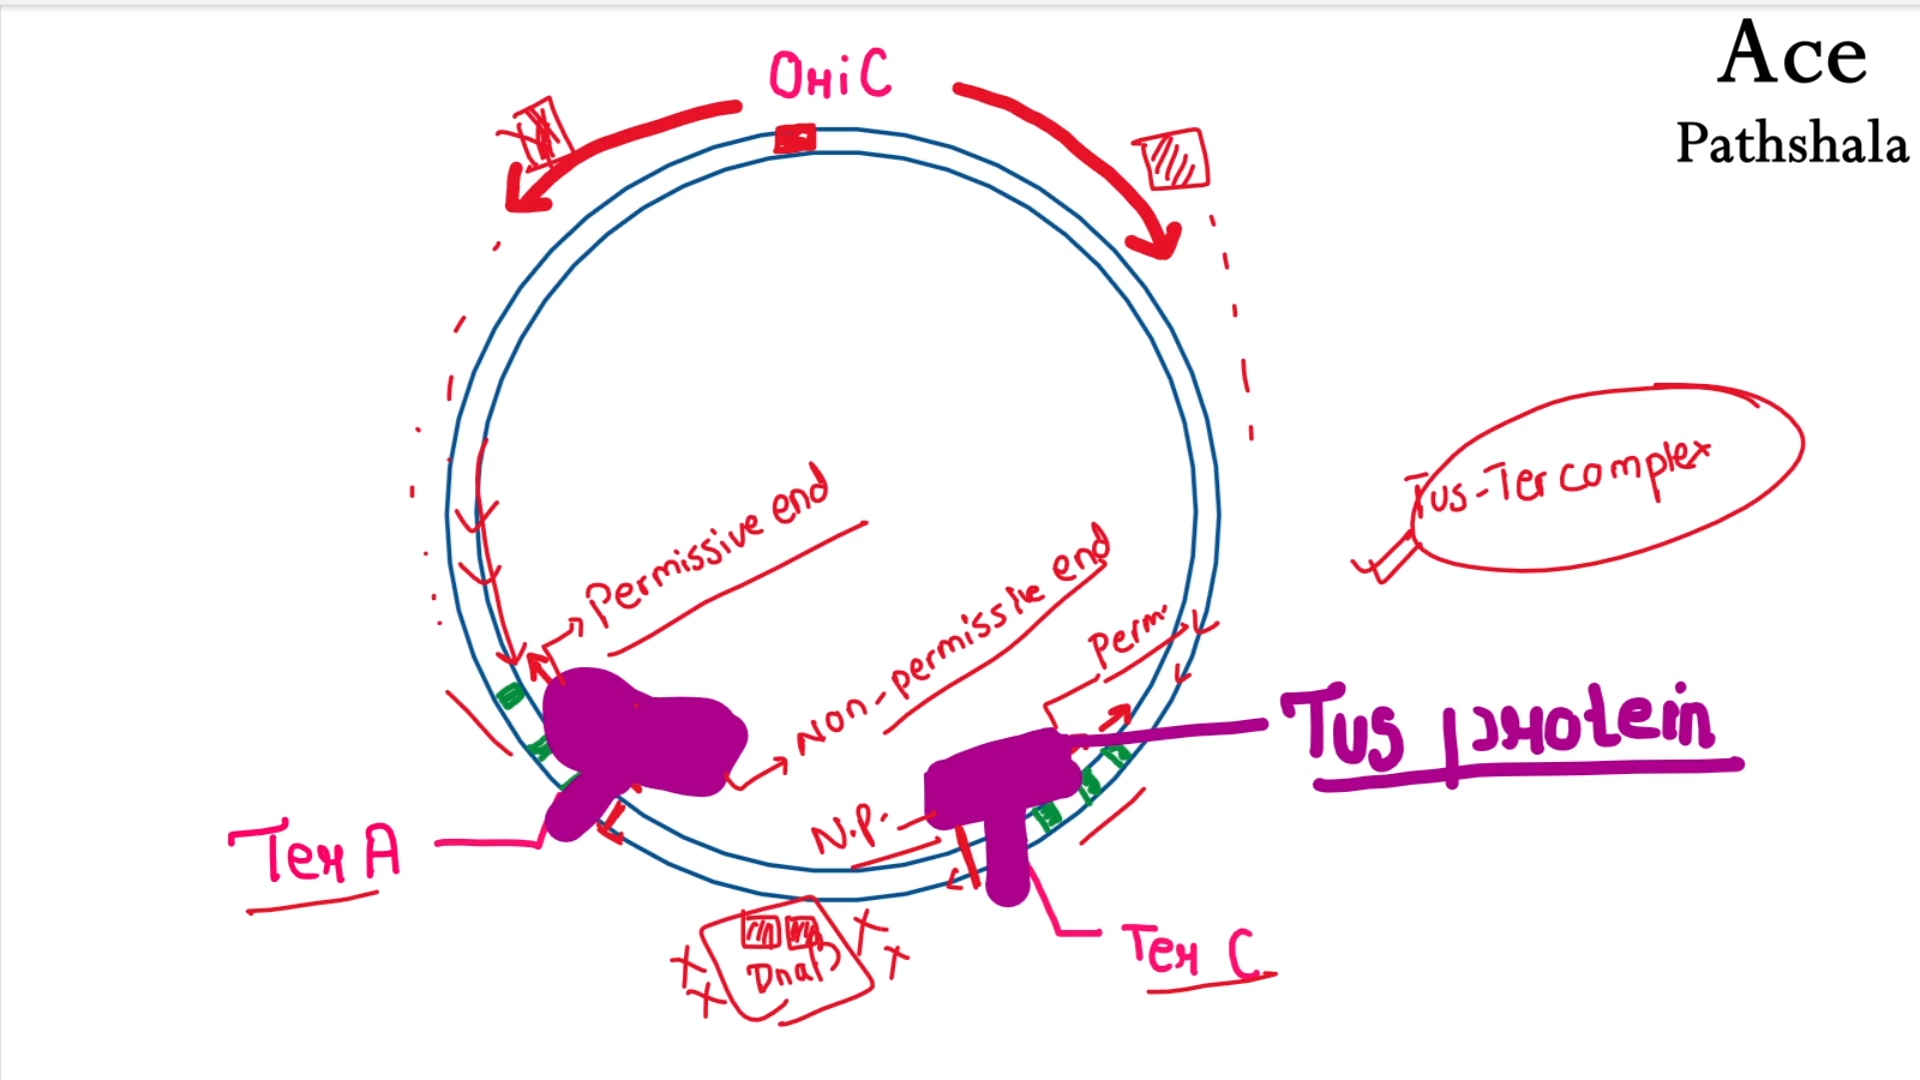 Ace
Pathshala
OriC
Tus-Ter complex
Permissive end
Non-permissive end
Perm.
Tus protein
N.P.
Ter A
Ter C
DnaB